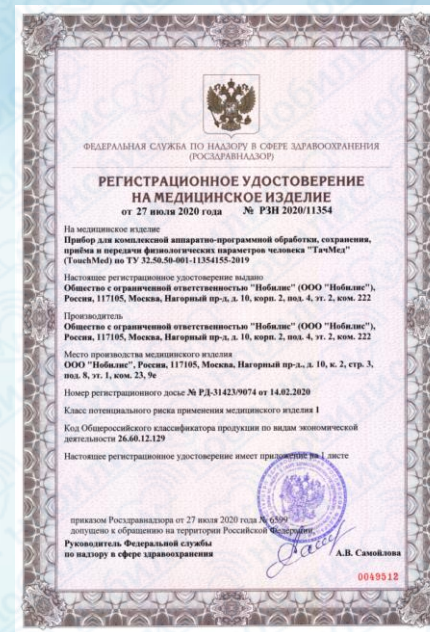 ФЕДЕРАЛЬНАЯ СЛУЖБА ПО НАДЗОРУ В СФЕРЕ ЗДРАВООХРАНЕНИЯ
(РОСЗДРАВНАДЗОР)
РЕГИСТРАЦИОННОЕ УДОСТОВЕРЕНИЕ
НА МЕДИЦИНСКОЕ ИЗДЕЛИЕ
от 27 июля 2020 года № РЗН 2020/11354
На медицинское изделие
Прибор для комплексной аппаратно-программной обработки, сохранения,
приёма и передачи физиологических параметров человека "ТачМед"
(TouchMed) по ТУ 32.50.50-001-11354155-2019
Настоящее регистрационное удостоверение выдано
Общество с ограниченной ответственностью "Нобилис" (ООО "Нобилис"),
Россия, 117105, Москва, Нагорный пр-д, д. 10, корп. 2, под. 4, эт. 2, ком. 222
Производитель
Общество с ограниченной ответственностью "Нобилис" (ООО "Нобилис"),
Россия, 117105, Москва, Нагорный пр-д, д. 10, корп. 2, под. 4, эт. 2, ком. 222
Место производства медицинского изделия
ООО "Нобилис", Россия, 117105, Москва, Нагорный пр-д., д. 10, к. 2, стр. 3,
под. 8, эт. 1, ком. 23, 9е
Номер регистрационного досье № РД-31423/9074 от 14.02.2020
Класс потенциального риска применения медицинского изделия 1
Код Общероссийского классификатора продукции по видам экономической
деятельности 26.60.12.129
Настоящее регистрационное удостоверение имеет приложение на 1 листе
приказом Росздравнадзора от 27 июля 2020 года № 6399
допущено к обращению на территории Российской Федерации.
Руководитель Федеральной службы
по надзору в сфере здравоохранения
А.В. Самойлова
0049512